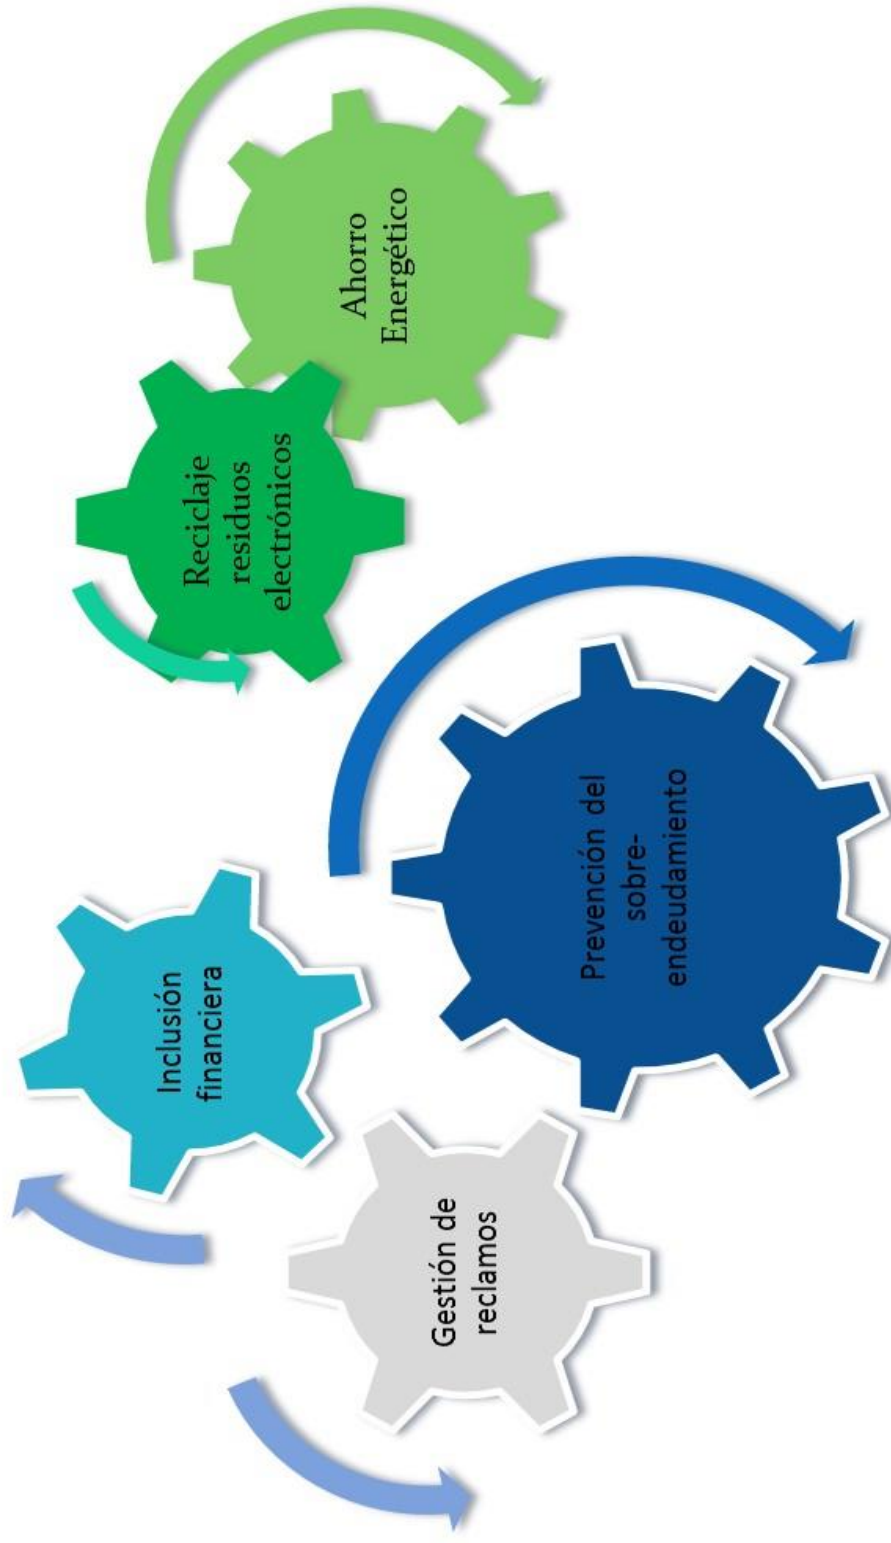 Inclusión
financiera
Gestión de
reclamos
Prevención del
sobre-
endeudamiento
Reciclaje
residuos
electrónicos
Ahorro
Energético